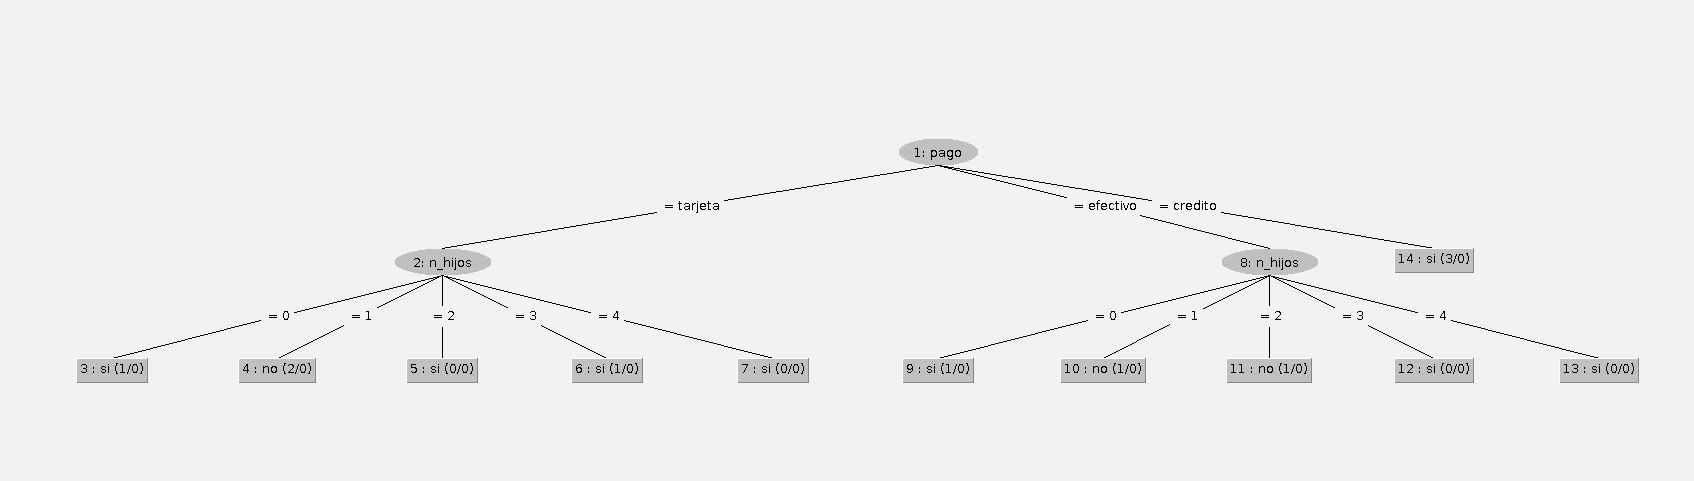 1: pago
= tarjeta
= efectivo
= credito
2: n_hijos
8: n_hijos
14 : si (3/0)
= 0
= 1
= 2
= 3
= 4
= 0
= 1
= 2
= 3
= 4
3 : si (1/0)
4 : no (2/0)
5 : si (0/0)
6 : si (1/0)
7 : si (0/0)
9 : si (1/0)
10 : no (1/0)
11 : no (1/0)
12 : si (0/0)
13 : si (0/0)